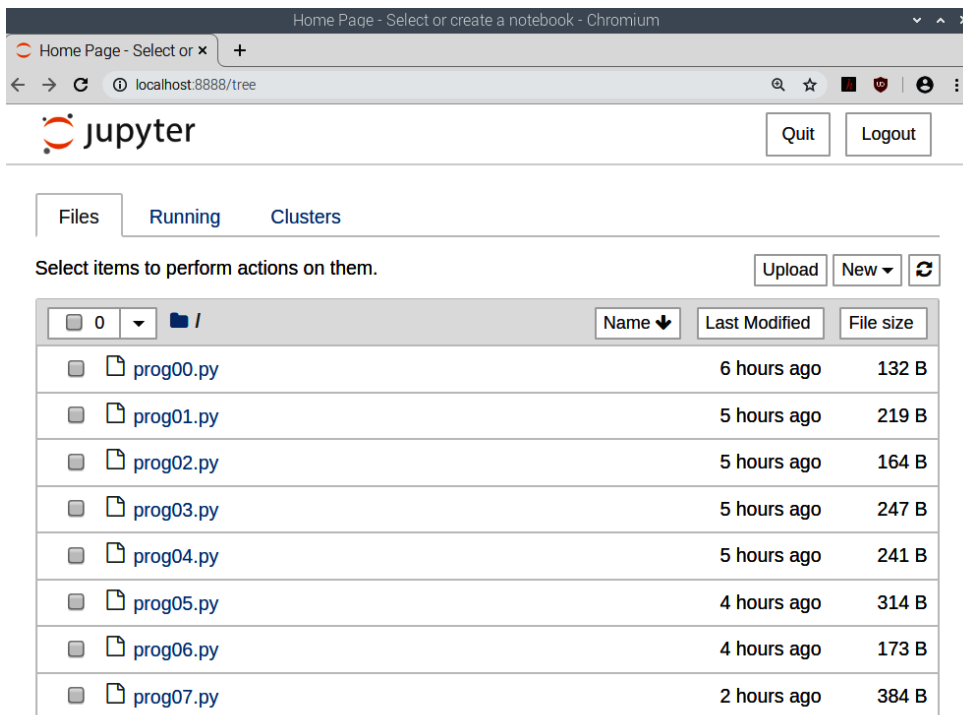 Home Page - Select or create a notebook - Chromium
Home Page - Select or
localhost:8888/tree
jupyter
Quit Logout
Files Running Clusters
Select items to perform actions on them.
Upload New
0 / Name Last Modified File size
prog00.py 6 hours ago 132 B
prog01.py 5 hours ago 219 B
prog02.py 5 hours ago 164 B
prog03.py 5 hours ago 247 B
prog04.py 5 hours ago 241 B
prog05.py 4 hours ago 314 B
prog06.py 4 hours ago 173 B
prog07.py 2 hours ago 384 B